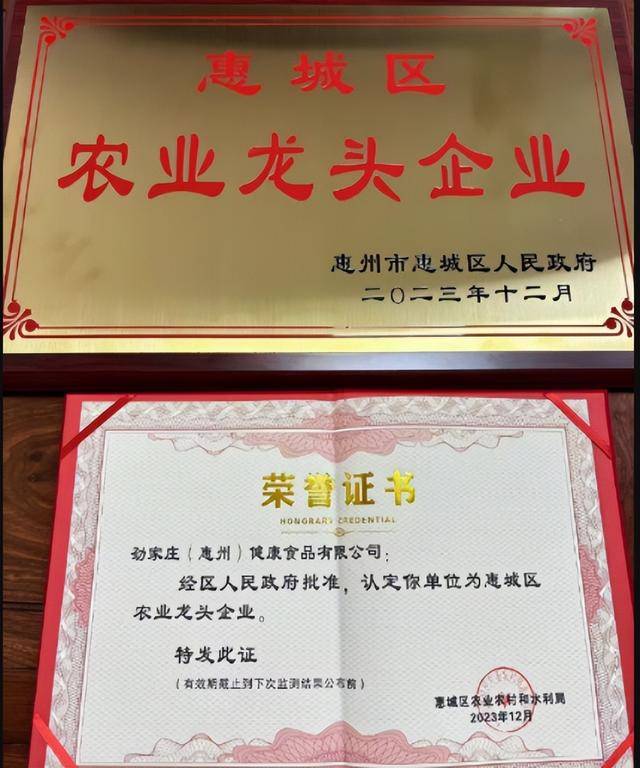 惠城区
农业龙头企业
惠州市惠城区人民政府
二〇二三年十二月
荣誉证书
HONGRARY CREDENTIAL
劲家庄（惠州）健康食品有限公司：
经区人民政府批准，认定你单位为惠城区
农业龙头企业。
特发此证
（有效期截止到下次监测结果公布前）
惠城区农业农村和水利局
2023年12月